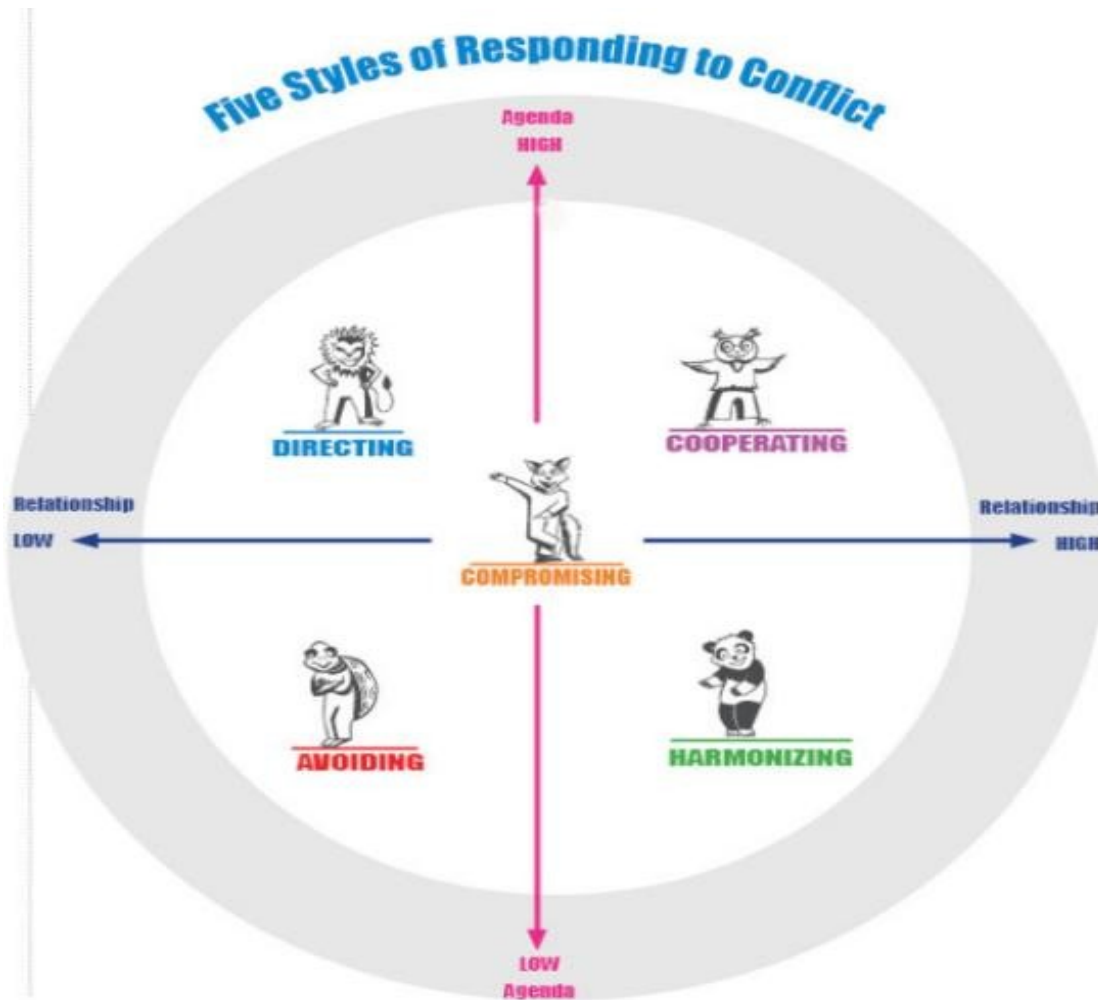 Five Styles of Responding to Conflict
Agenda
HIGH
DIRECTING
COOPERATING
Relationship
LOW
Relationship
HIGH
COMPROMISING
AVOIDING
HARMONIZING
LOW
Agenda